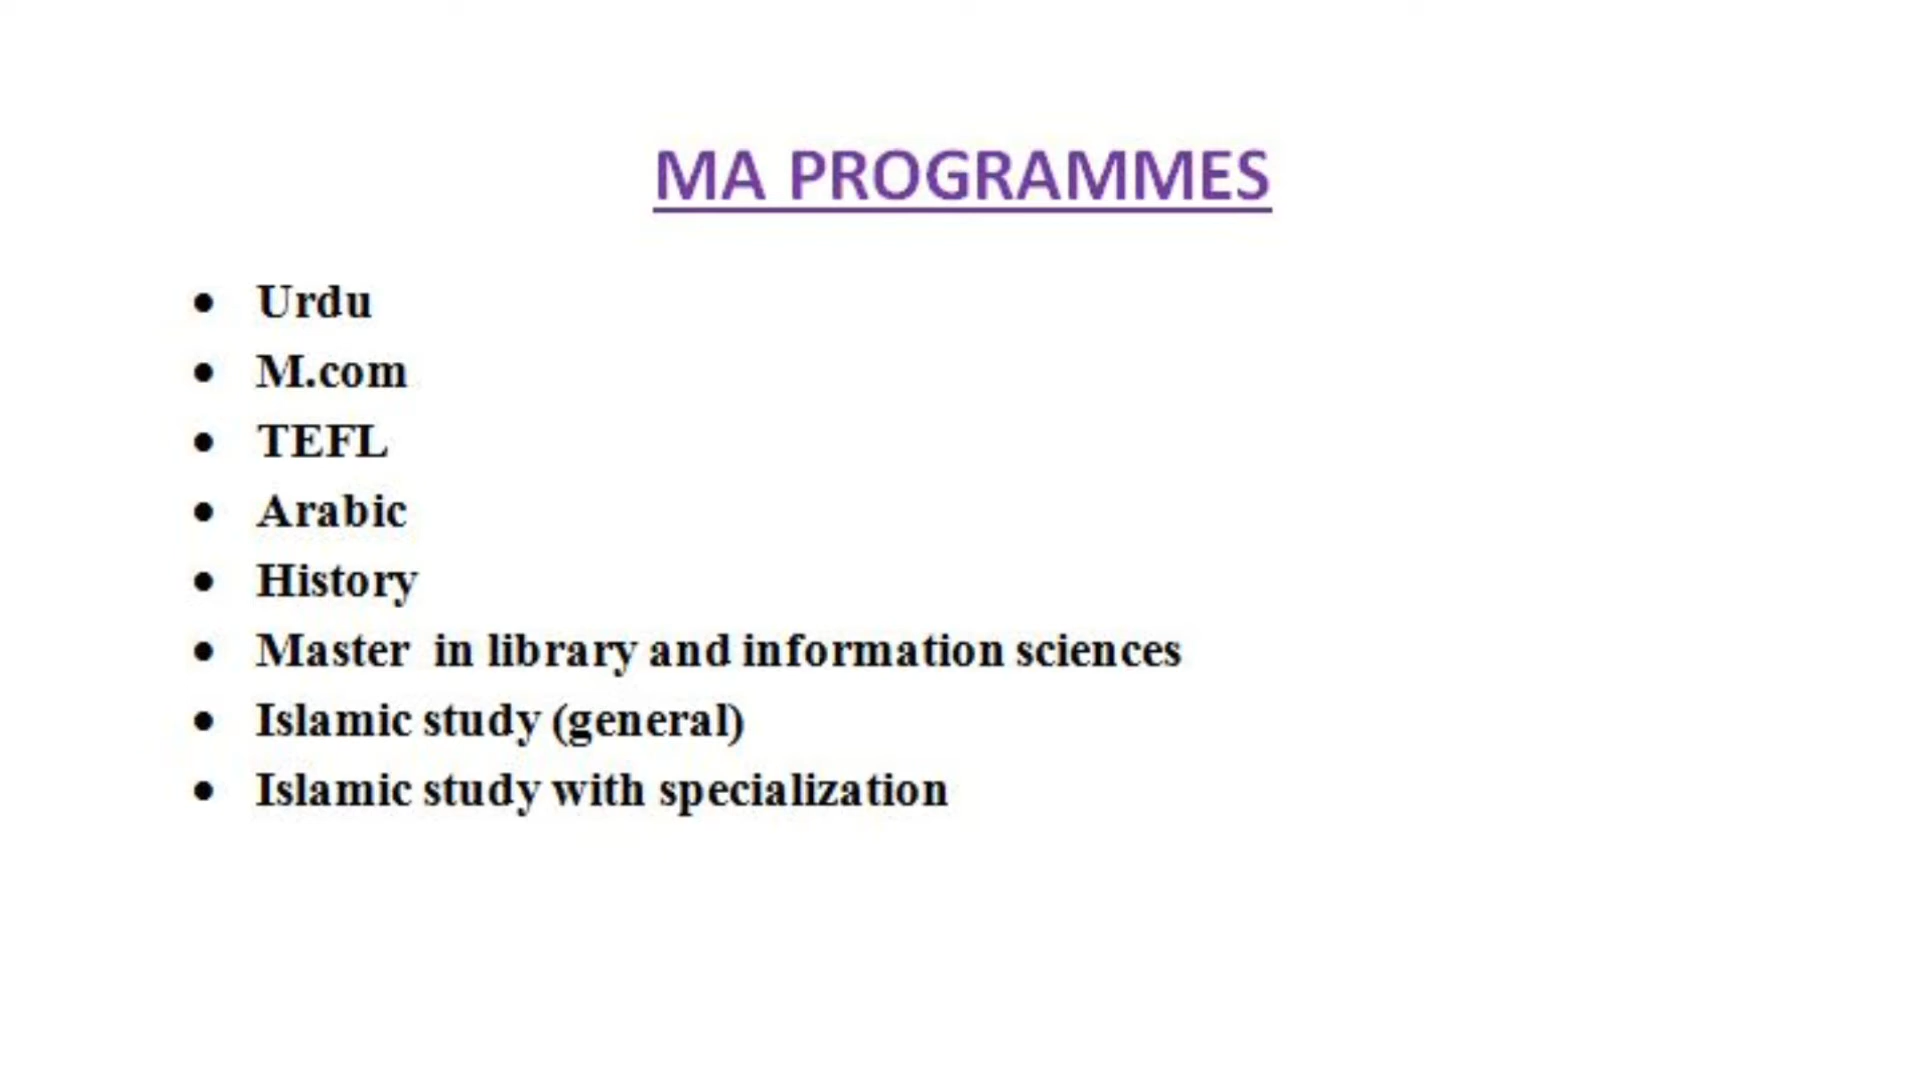 MA PROGRAMMES
• Urdu
• M.com
• TEFL
• Arabic
• History
• Master  in library and information sciences
• Islamic study (general)
• Islamic study with specialization